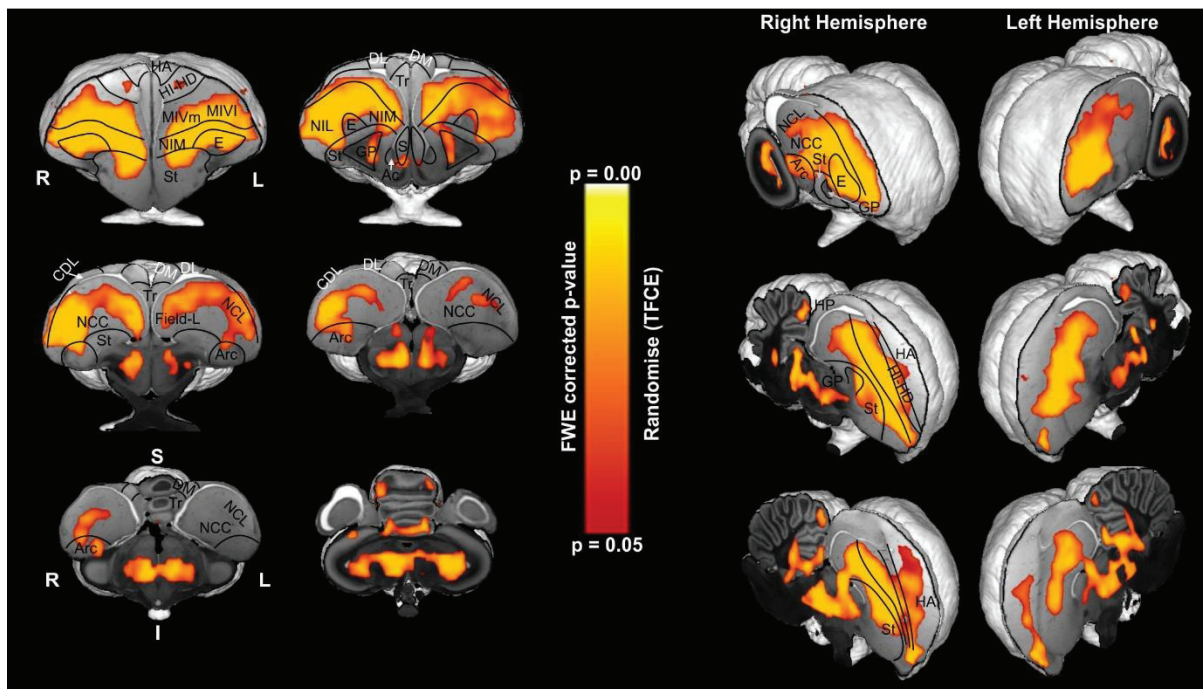 Right Hemisphere
Left Hemisphere
HA
HI-HD
MIVm
MIVI
NIM
E
St
R
L
DL
DM
Tr
NIL
E
NIM
St
GP
S
Ac
CDL
DM
DL
Tr
NCC
St
Field-L
NCL
Arc
Arc
CDL
DL
DM
Tr
NCL
NCC
Arc
S
DM
Tr
NCL
NCC
Arc
R
L
I
p = 0.00
FWE corrected p-value
Randomise (TFCE)
p = 0.05
NCL
NCC
St
Arc
E
GP
HP
HA
HI-HD
GP
St
HA
St